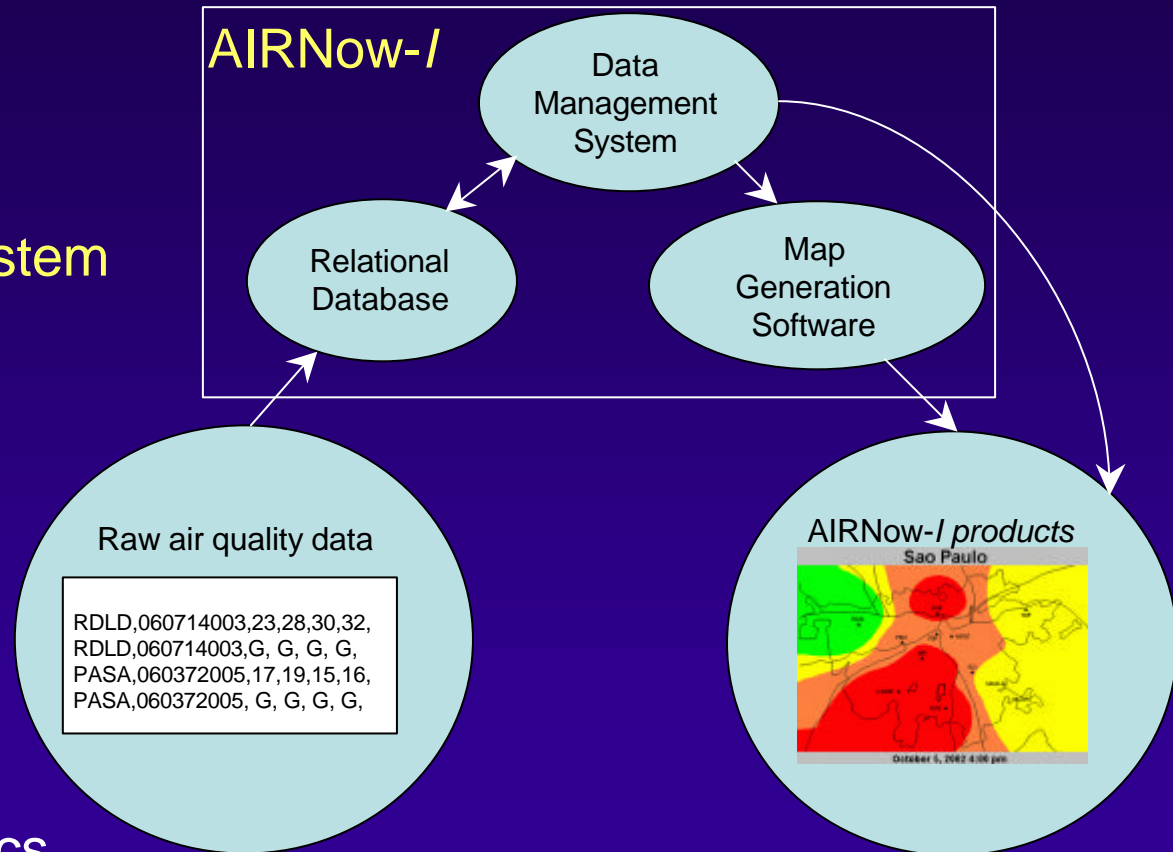 AIRNow-I
Data
Management
System
stem
Relational
Database
Map
Generation
Software
Raw air quality data
RDLD,060714003,23,28,30,32,
RDLD,060714003,G, G, G, G,
PASA,060372005,17,19,15,16,
PASA,060372005, G, G, G, G,
AIRNow-I products
Sao Paulo
October 5, 2002 4:00 pm
cs